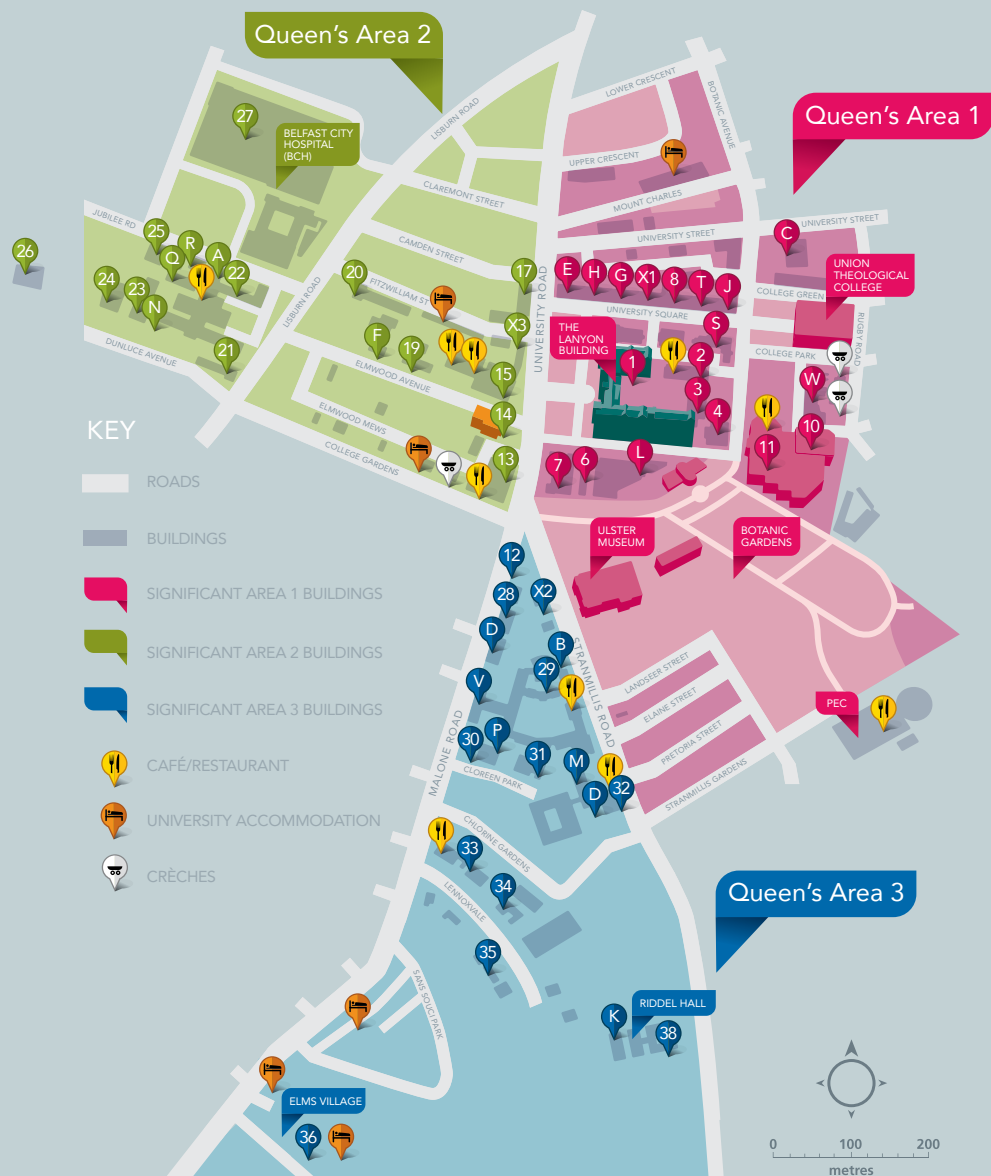 Queen's Area 2
Queen's Area 1
LOWER CRESCENT
BOTANIC AVENUE
LISBURN ROAD
27
BELFAST CITY
HOSPITAL
(BCH)
UPPER CRESCENT
CLAREMONT STREET
MOUNT CHARLES
JUBILEE RD
UNIVERSITY STREET
UNIVERSITY STREET
C
26
25
R
A
Q
22
24
23
N
CAMDEN STREET
20
FITZWILLIAM ST
17
UNIVERSITY ROAD
E
H
G
X1
8
T
J
UNION
THEOLOGICAL
COLLEGE
COLLEGE GREEN
RUGBY ROAD
LISBURN ROAD
UNIVERSITY SQUARE
S
THE
LANYON
BUILDING
X3
F
19
1
2
COLLEGE PARK
DUNLUCE AVENUE
21
ELMWOOD AVENUE
15
3
W
4
14
ELMWOOD MEWS
10
11
COLLEGE GARDENS
13
7
6
L
KEY
ROADS
BUILDINGS
SIGNIFICANT AREA 1 BUILDINGS
SIGNIFICANT AREA 2 BUILDINGS
SIGNIFICANT AREA 3 BUILDINGS
CAFÉ/RESTAURANT
UNIVERSITY ACCOMMODATION
CRÈCHES
ULSTER
MUSEUM
BOTANIC
GARDENS
12
28
X2
D
B
29
V
STRANMILLIS ROAD
LANDSEER STREET
ELAINE STREET
PRETORIA STREET
STRANMILLIS GARDENS
PEC
MALONE ROAD
30
P
31
M
CLOREEN PARK
D
32
CHLORINE GARDENS
33
34
LENNOXVALE
35
Queen's Area 3
SANS SOUCI PARK
K
RIDDEL HALL
38
ELMS VILLAGE
36
0
100
200
metres